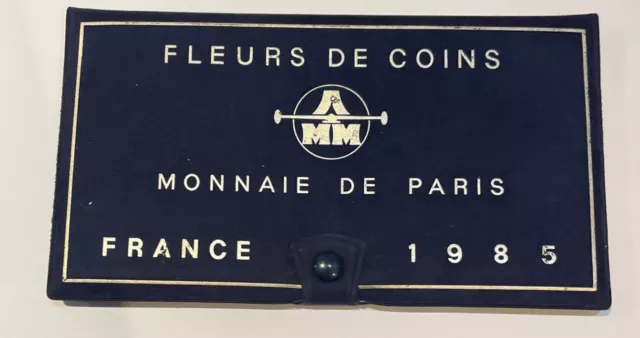 FLEURS DE COINS
A
MM
MONNAIE DE PARIS
FRANCE 1985